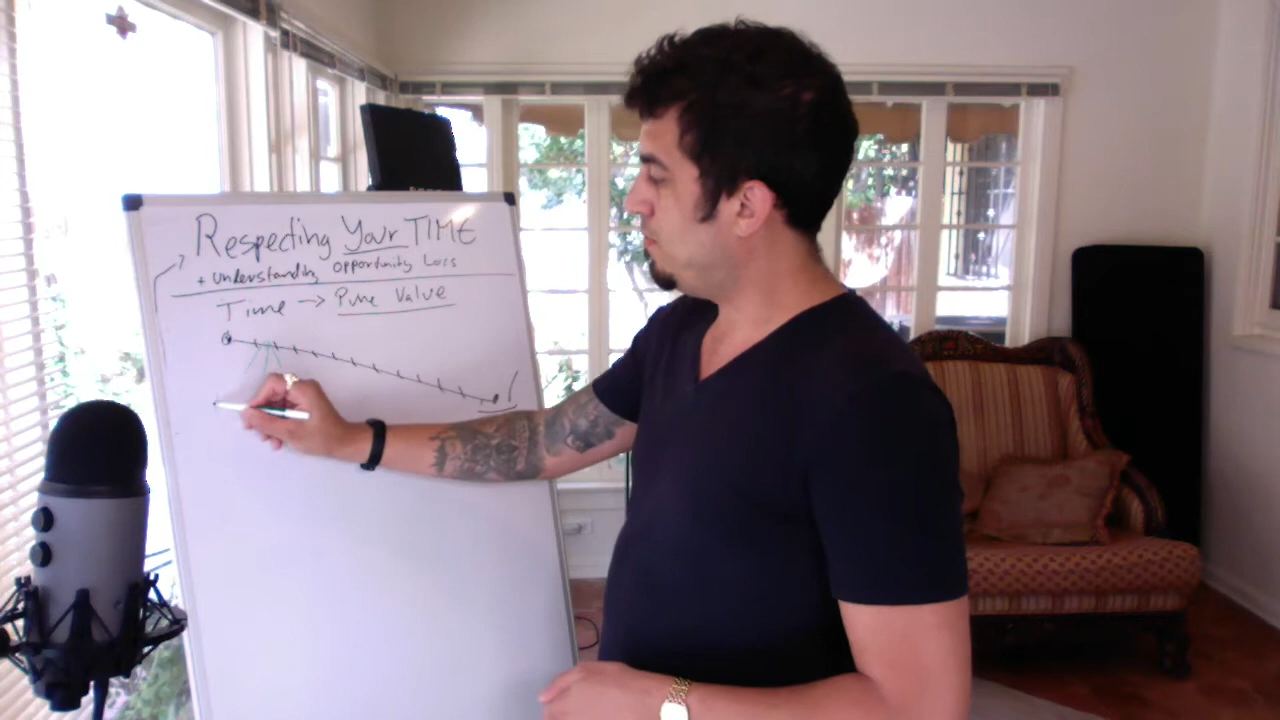 Respecting Your TIME
+ Understanding Opportunity Loss
Time → Pure Value